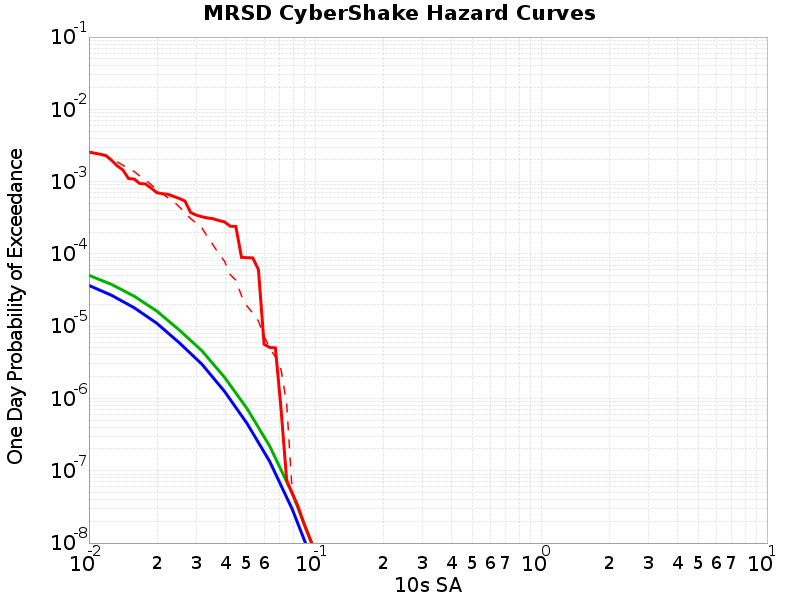 MRSD CyberShake Hazard Curves
One Day Probability of Exceedance
10-1
10-2
10-3
10-4
10-5
10-6
10-7
10-8
10-2 2 3 4 5 6 10-1 2 3 4 5 6 7 100 2 3 4 5 6 7 101
10s SA